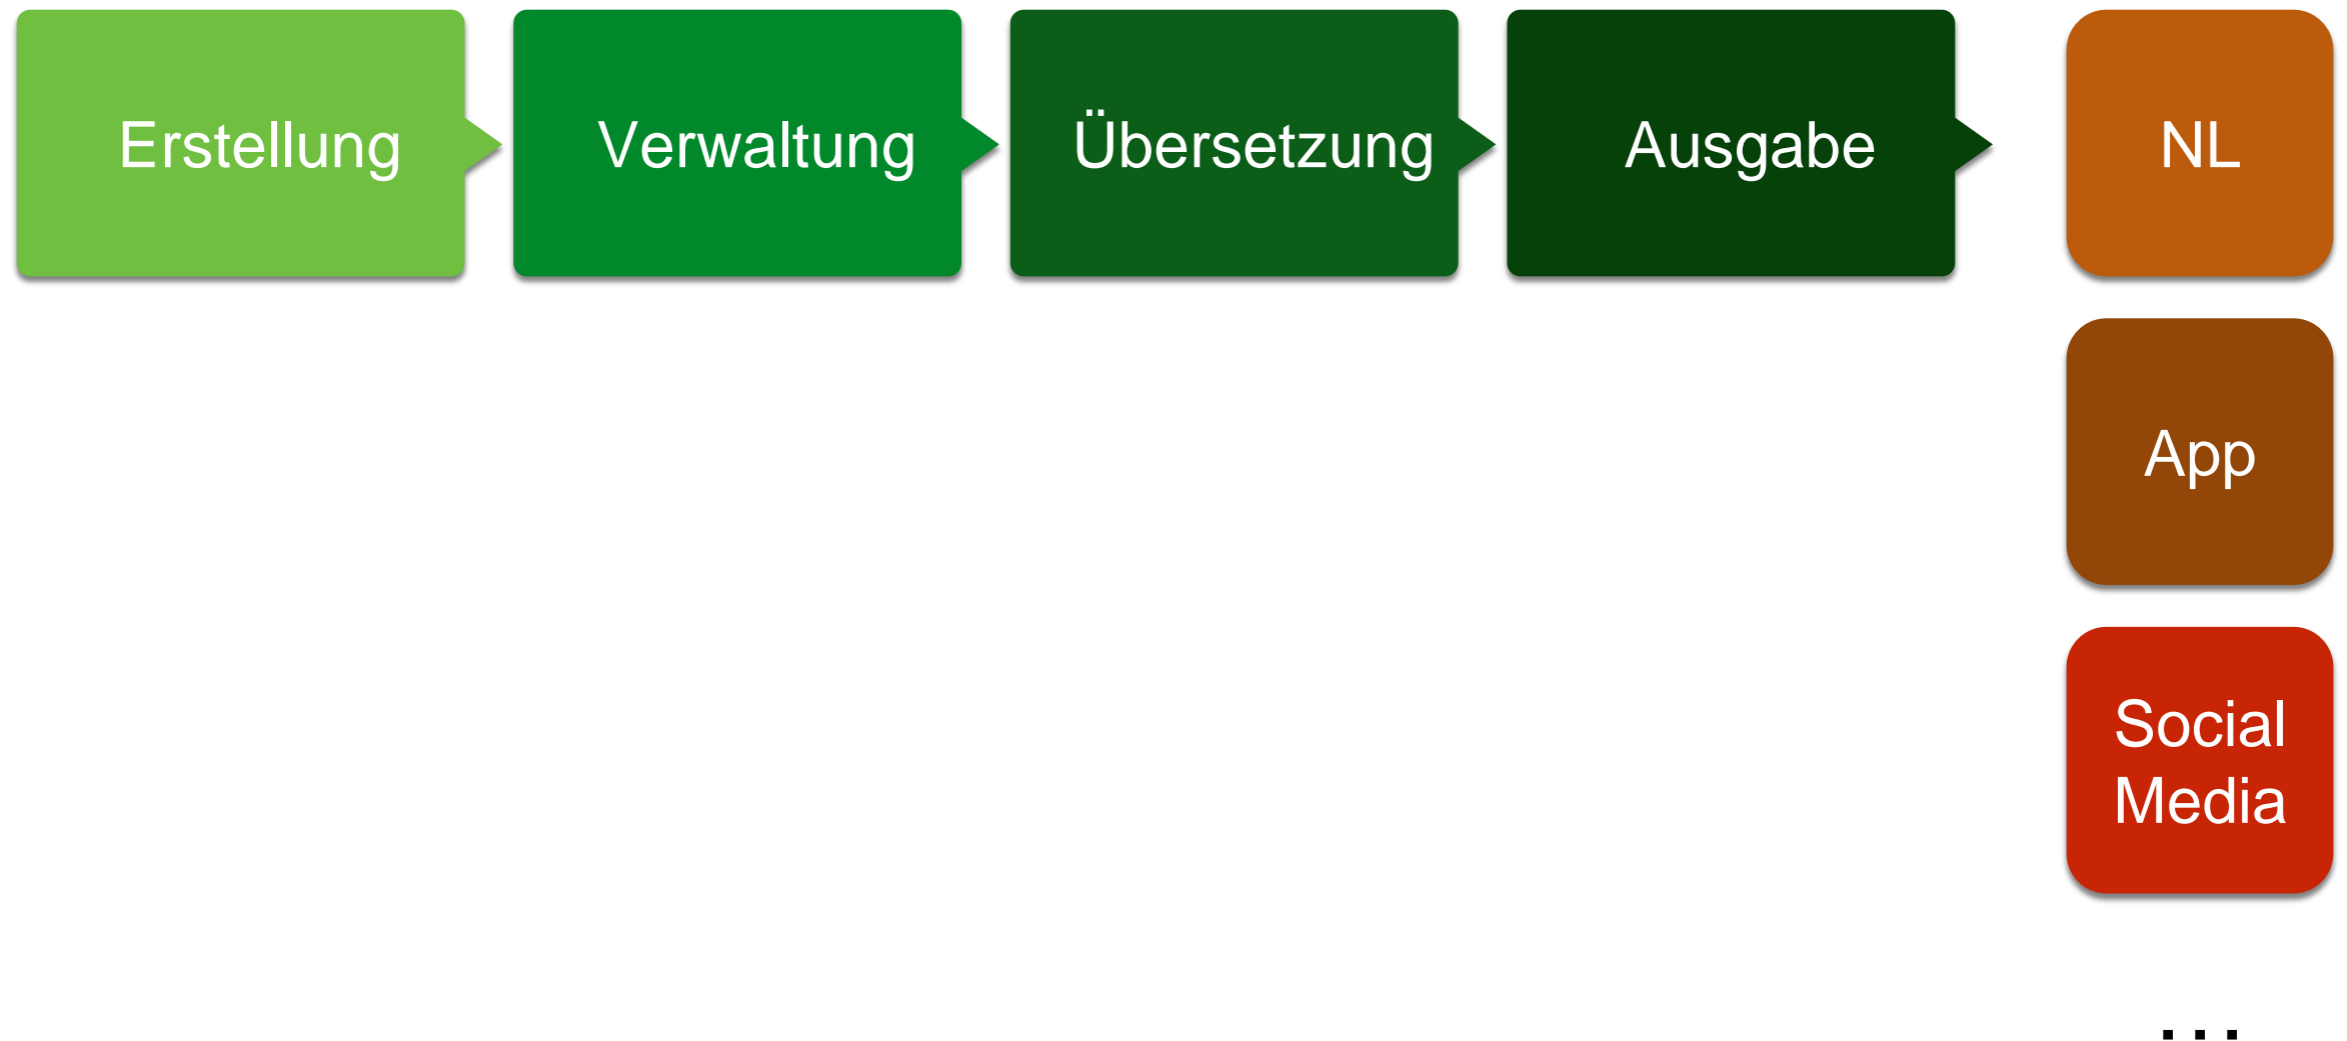 Erstellung
Verwaltung
Übersetzung
Ausgabe
NL
App
Social
Media
...